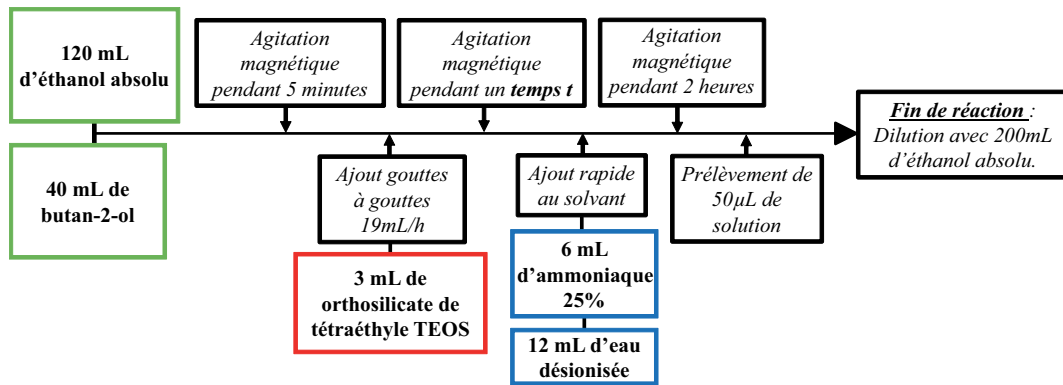 120 mL
d’éthanol absolu
40 mL de
butan-2-ol
Agitation
magnétique
pendant 5 minutes
Ajout gouttes
à gouttes
19mL/h
3 mL de
orthosilicate de
tétraéthyle TEOS
Agitation
magnétique
pendant un temps t
Ajout rapide
au solvant
6 mL
d’ammoniaque
25%
12 mL d’eau
désionisée
Agitation
magnétique
pendant 2 heures
Prélèvement de
50µL de
solution
Fin de réaction :
Dilution avec 200mL
d’éthanol absolu.